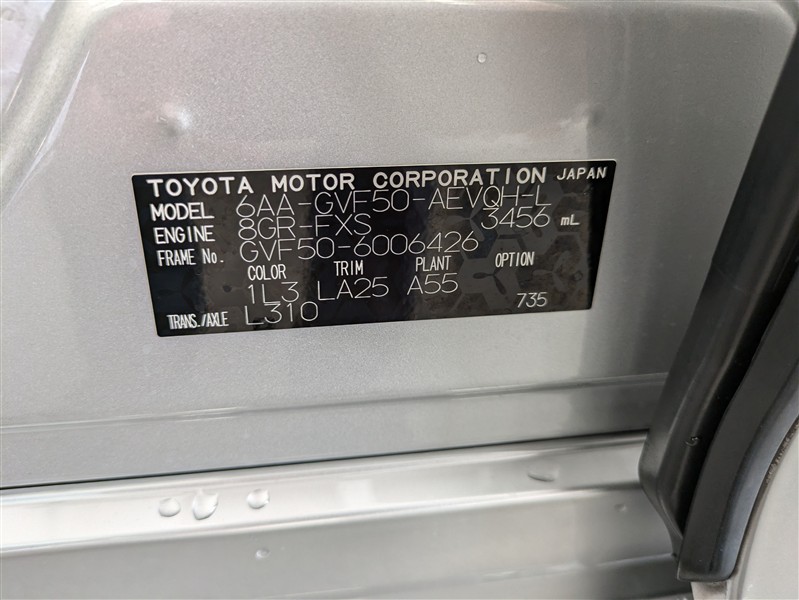 TOYOTA MOTOR CORPORATION JAPAN
MODEL 6AA-GVF50-AEVQH-L
ENGINE 8GR-FXS 3456 mL
FRAME No. GVF50-6006426
COLOR TRIM PLANT OPTION
1L3 LA25 A55
TRANS./AXLE L310 735